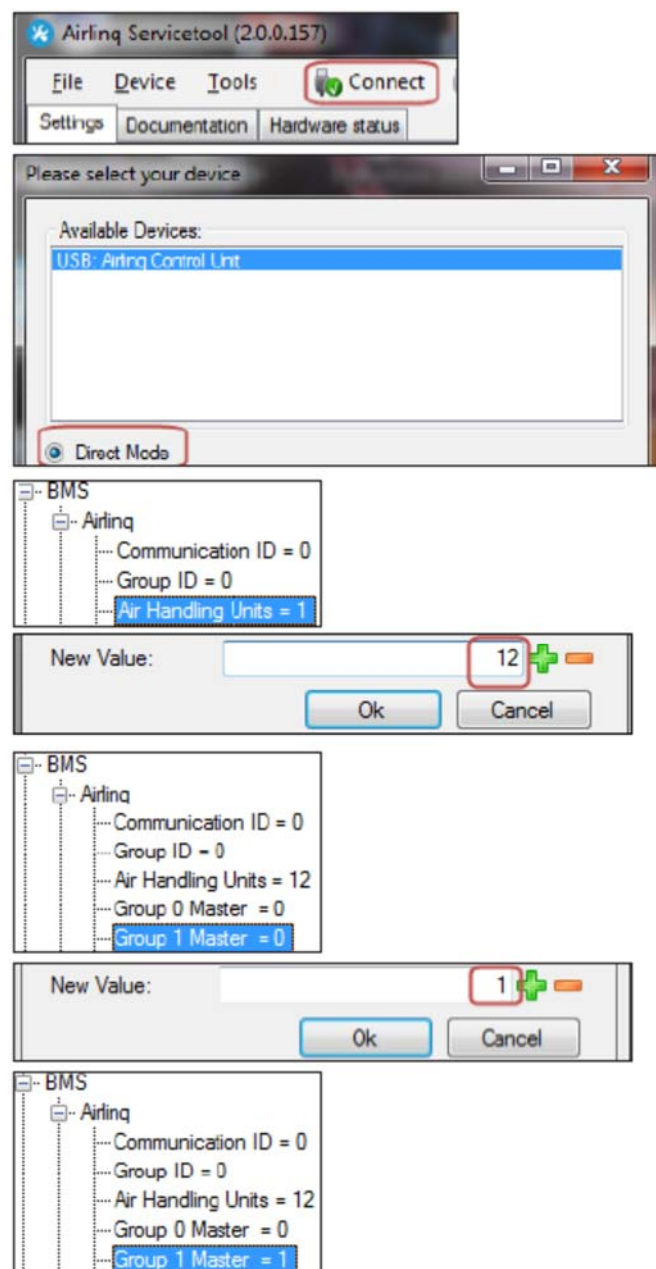 Airlinq Servicetool (2.0.0.157)
File Device Tools Connect
Settings Documentation Hardware status
Please select your device
Available Devices:
USB: Airlinq Control Unit
Direct Mode
BMS
Airlinq
Communication ID = 0
Group ID = 0
Air Handling Units = 1
New Value: 12
Ok Cancel
BMS
Airlinq
Communication ID = 0
Group ID = 0
Air Handling Units = 12
Group 0 Master = 0
Group 1 Master = 0
New Value: 1
Ok Cancel
BMS
Airlinq
Communication ID = 0
Group ID = 0
Air Handling Units = 12
Group 0 Master = 0
Group 1 Master = 1